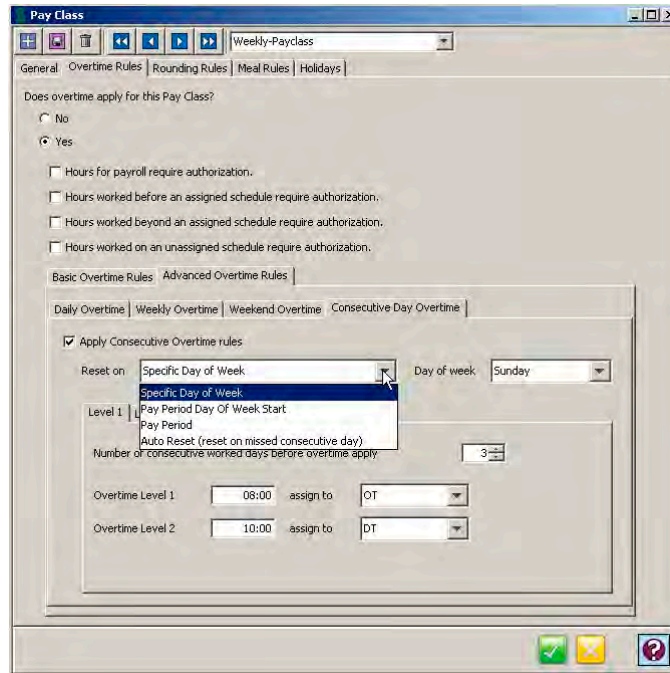 Pay Class
Weekly-Payclass
General Overtime Rules Rounding Rules Meal Rules Holidays
Does overtime apply for this Pay Class?
No
Yes
Hours for payroll require authorization.
Hours worked before an assigned schedule require authorization.
Hours worked beyond an assigned schedule require authorization.
Hours worked on an unassigned schedule require authorization.
Basic Overtime Rules Advanced Overtime Rules
Daily Overtime Weekly Overtime Weekend Overtime Consecutive Day Overtime
Apply Consecutive Overtime rules
Reset on Specific Day of Week Day of week Sunday
Specific Day of Week
Pay Period Day Of Week Start
Level 1
Pay Period
Auto Reset (reset on missed consecutive day)
Number of consecutive worked days before overtime apply 3
Overtime Level 1 08:00 assign to OT
Overtime Level 2 10:00 assign to DT
?